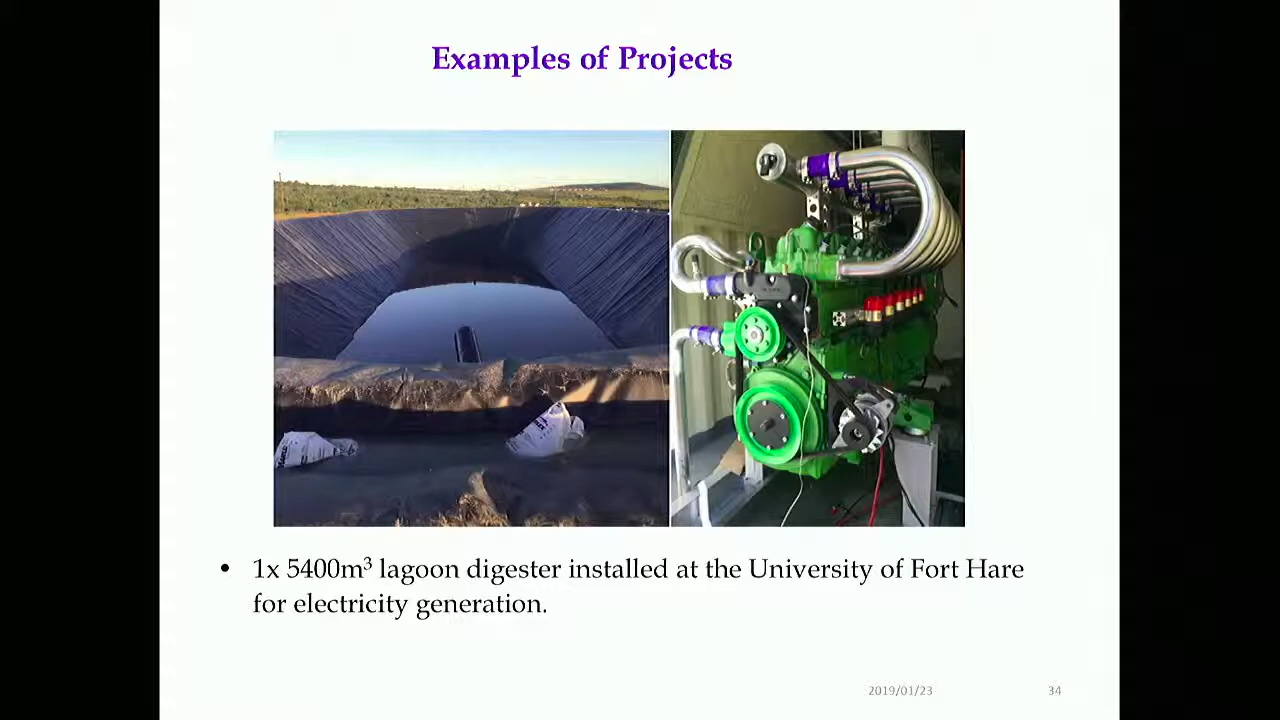 Examples of Projects
• 1x 5400m³ lagoon digester installed at the University of Fort Hare
for electricity generation.
2019/01/23
34